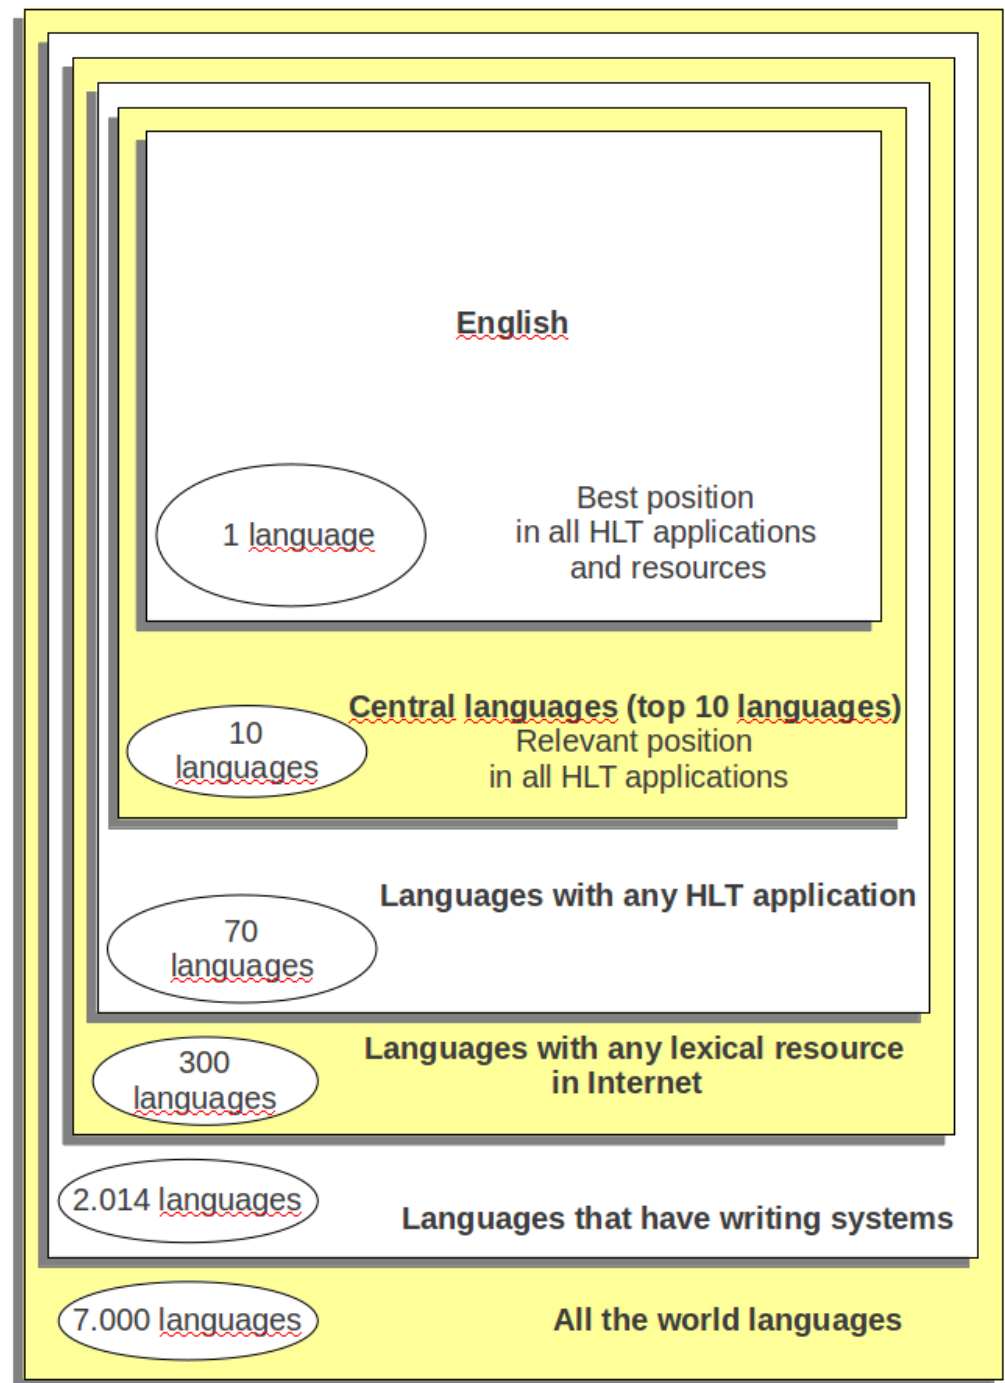 English
1 language
Best position
in all HLT applications
and resources
Central languages (top 10 languages)
Relevant position
in all HLT applications
10
languages
Languages with any HLT application
70
languages
Languages with any lexical resource
in Internet
300
languages
2.014 languages
Languages that have writing systems
7.000 languages
All the world languages